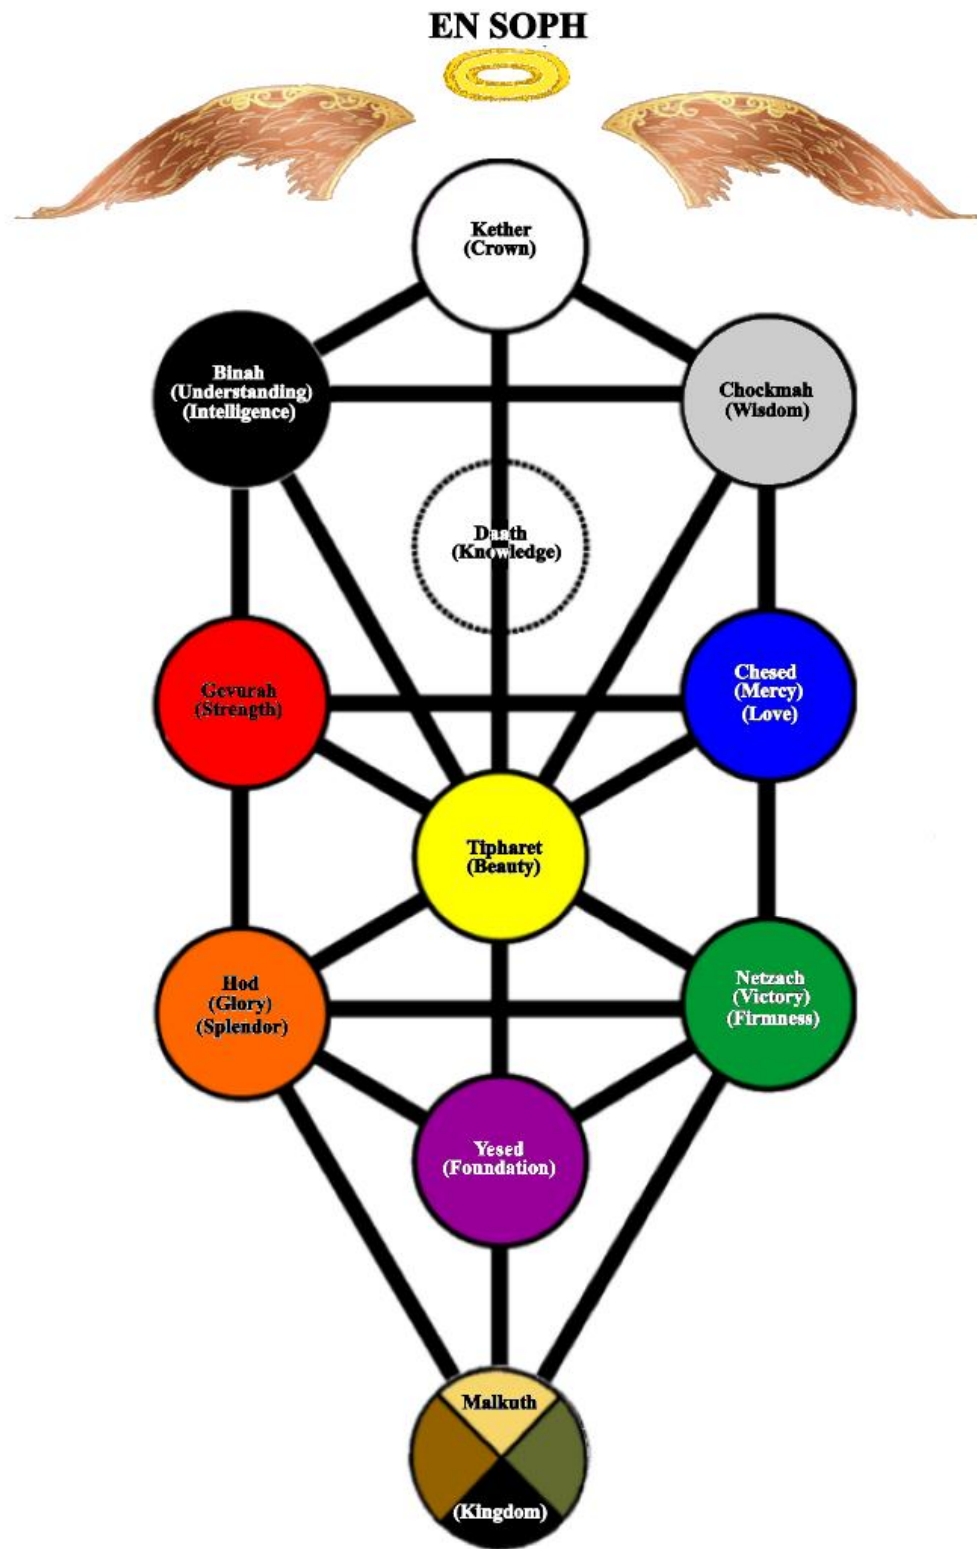 EN SOPH
Kether
(Crown)
Binah
(Understanding)
(Intelligence)
Chockmah
(Wisdom)
Daath
(Knowledge)
Gevurah
(Strength)
Chesed
(Mercy)
(Love)
Tipharet
(Beauty)
Hod
(Glory)
(Splendor)
Netzach
(Victory)
(Firmness)
Yesed
(Foundation)
Malkuth
(Kingdom)